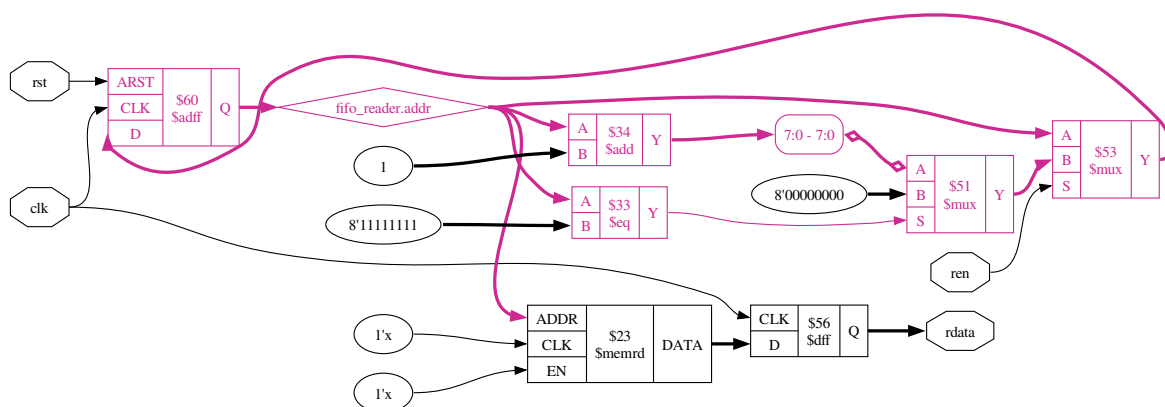 rst
clk
ARST
CLK
D
$60
$adff
Q
fifo_reader.addr
1
8'11111111
A
B
$34
$add
Y
A
B
$33
$eq
Y
7:0 - 7:0
8'00000000
A
B
S
$51
$mux
Y
ren
A
B
S
$53
$mux
Y
1'x
1'x
ADDR
CLK
EN
$23
$memrd
DATA
CLK
D
$56
$dff
Q
rdata